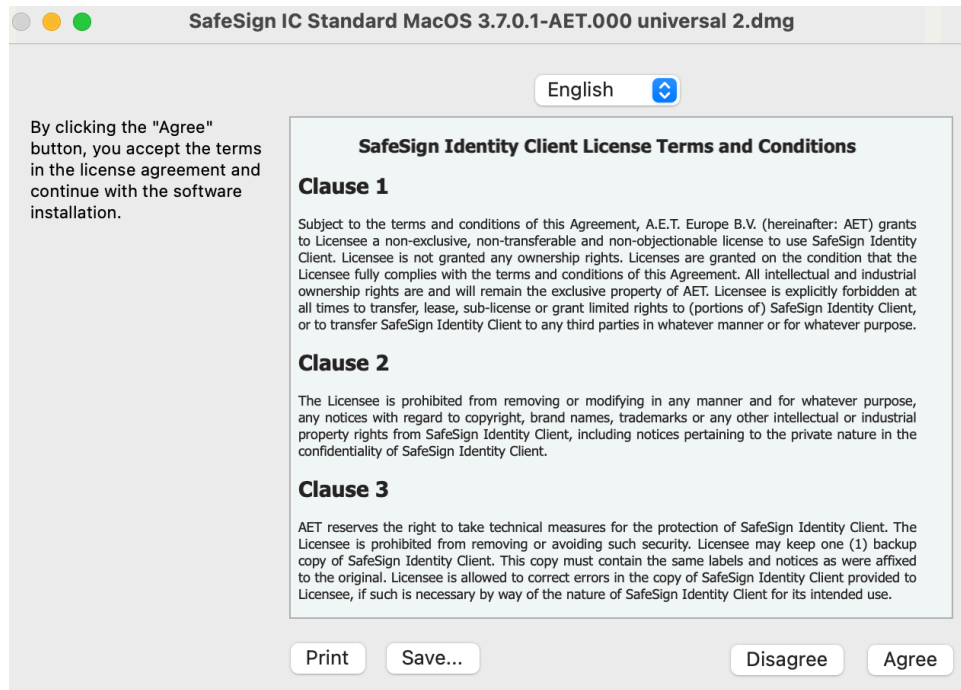 SafeSign IC Standard MacOS 3.7.0.1-AET.000 universal 2.dmg
English
By clicking the "Agree"
button, you accept the terms
in the license agreement and
continue with the software
installation.
SafeSign Identity Client License Terms and Conditions
Clause 1
Subject to the terms and conditions of this Agreement, A.E.T. Europe B.V. (hereinafter: AET) grants
to Licensee a non-exclusive, non-transferable and non-objectionable license to use SafeSign Identity
Client. Licensee is not granted any ownership rights. Licenses are granted on the condition that the
Licensee fully complies with the terms and conditions of this Agreement. All intellectual and industrial
ownership rights are and will remain the exclusive property of AET. Licensee is explicitly forbidden at
all times to transfer, lease, sub-license or grant limited rights to (portions of) SafeSign Identity Client,
or to transfer SafeSign Identity Client to any third parties in whatever manner or for whatever purpose.
Clause 2
The Licensee is prohibited from removing or modifying in any manner and for whatever purpose,
any notices with regard to copyright, brand names, trademarks or any other intellectual or industrial
property rights from SafeSign Identity Client, including notices pertaining to the private nature in the
confidentiality of SafeSign Identity Client.
Clause 3
AET reserves the right to take technical measures for the protection of SafeSign Identity Client. The
Licensee is prohibited from removing or avoiding such security. Licensee may keep one (1) backup
copy of SafeSign Identity Client. This copy must contain the same labels and notices as were affixed
to the original. Licensee is allowed to correct errors in the copy of SafeSign Identity Client provided to
Licensee, if such is necessary by way of the nature of SafeSign Identity Client for its intended use.
Print Save... Disagree Agree